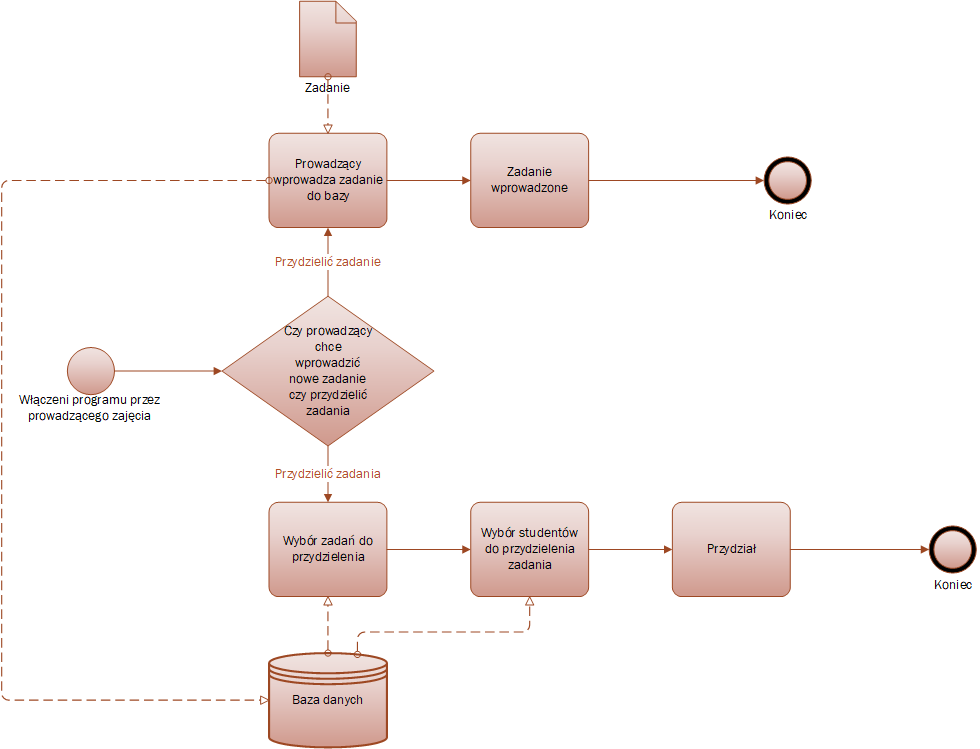 Zadanie
Prowadzący
wprowadza zadanie
do bazy
Zadanie
wprowadzone
Koniec
Przydzielić zadanie
Czy prowadzący
chce
wprowadzić
nowe zadanie
czy przydzielić
zadania
Włączeni programu przez
prowadzącego zajęcia
Przydzielić zadania
Wybór zadań do
przydzielenia
Wybór studentów
do przydzielenia
zadania
Przydział
Koniec
Baza danych